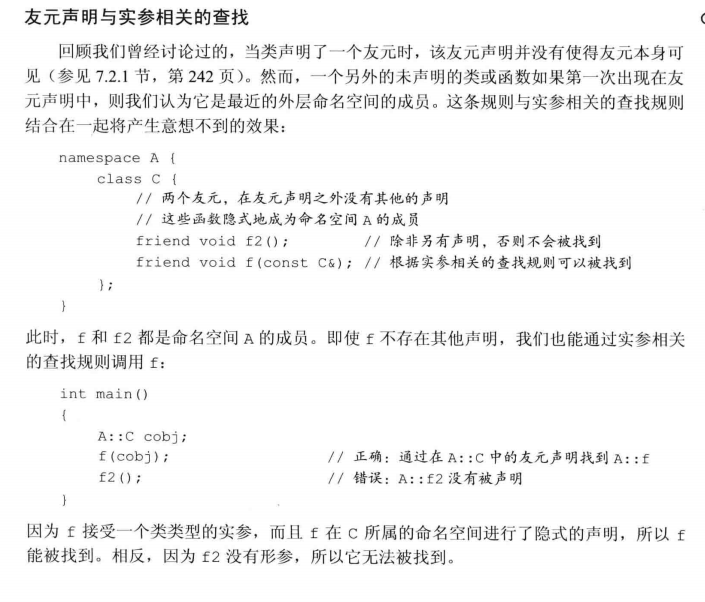 友元声明与实参相关的查找
回顾我们曾经讨论过的，当类声明了一个友元时，该友元声明并没有使得友元本身可
见（参见 7.2.1 节，第 242 页）。然而，一个另外的未声明的类或函数如果第一次出现在友
元声明中，则我们认为它是最近的外层命名空间的成员。这条规则与实参相关的查找规则
结合在一起将产生意想不到的效果：
namespace A {
class C {
// 两个友元，在友元声明之外没有其他的声明
// 这些函数隐式地成为命名空间 A 的成员
friend void f2(); // 除非另有声明，否则不会被找到
friend void f(const C&); // 根据实参相关的查找规则可以被找到
};
}
此时，f 和 f2 都是命名空间 A 的成员。即使 f 不存在其他声明，我们也能通过实参相关
的查找规则调用 f：
int main()
{
A::C cobj;
f(cobj); // 正确：通过在 A::C 中的友元声明找到 A::f
f2(); // 错误：A::f2 没有被声明
}
因为 f 接受一个类类型的实参，而且 f 在 C 所属的命名空间进行了隐式的声明，所以 f
能被找到。相反，因为 f2 没有形参，所以它无法被找到。